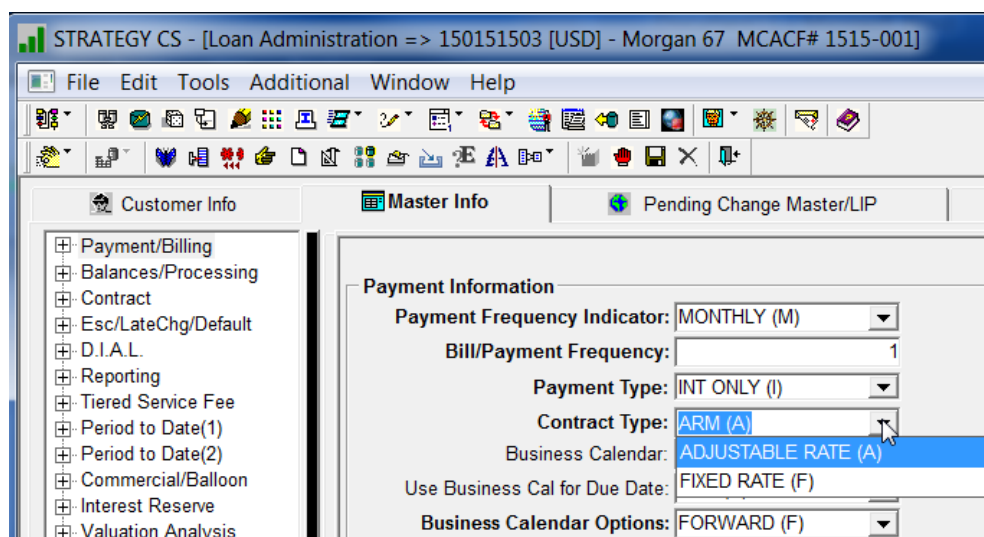 STRATEGY CS - [Loan Administration => 150151503 [USD] - Morgan 67 MCACF# 1515-001]
File Edit Tools Additional Window Help
Customer Info Master Info Pending Change Master/LIP
Payment/Billing
Balances/Processing
Contract
Esc/LateChg/Default
D.I.A.L.
Reporting
Tiered Service Fee
Period to Date(1)
Period to Date(2)
Commercial/Balloon
Interest Reserve
Valuation Analysis
Payment Information
Payment Frequency Indicator: MONTHLY (M)
Bill/Payment Frequency: 1
Payment Type: INT ONLY (I)
Contract Type: ARM (A)
ADJUSTABLE RATE (A)
FIXED RATE (F)
Business Calendar:
Use Business Cal for Due Date:
Business Calendar Options: FORWARD (F)